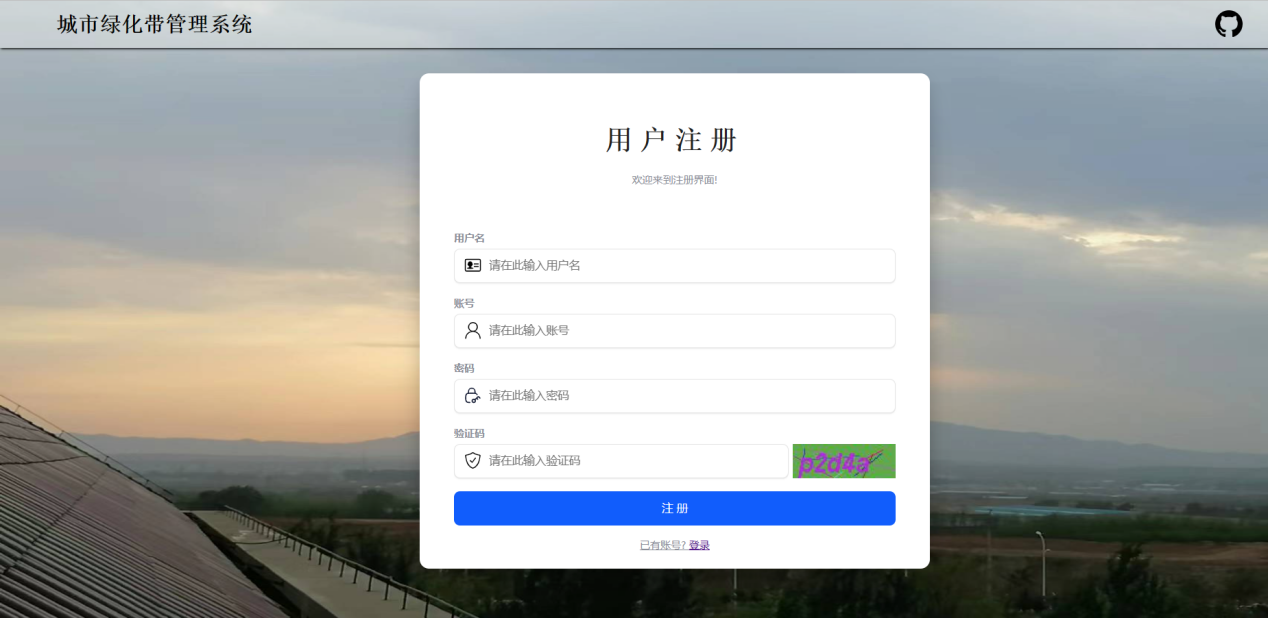 城市绿化带管理系统
用户注册
欢迎来到注册界面!
用户名
请在此输入用户名
账号
请在此输入账号
密码
请在此输入密码
验证码
请在此输入验证码
p2d4a
注 册
已有账号? 登录